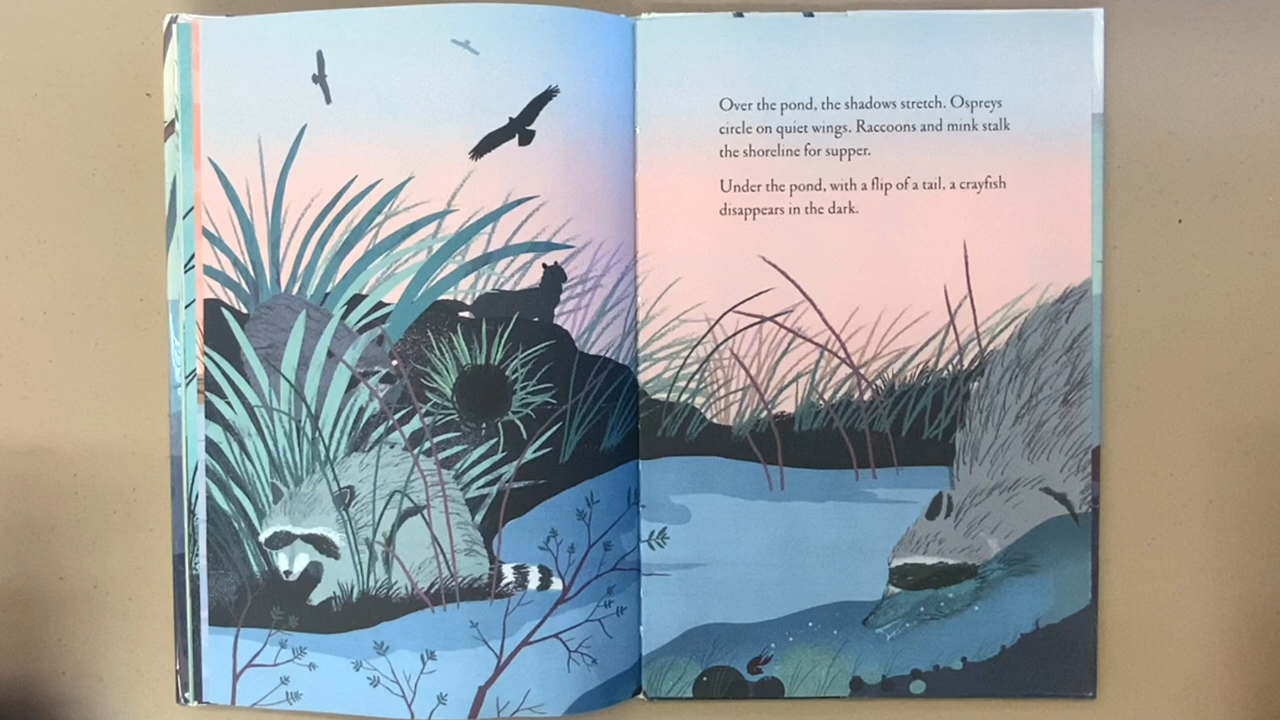 Over the pond, the shadows stretch. Ospreys
circle on quiet wings. Raccoons and mink stalk
the shoreline for supper.
Under the pond, with a flip of a tail, a crayfish
disappears in the dark.